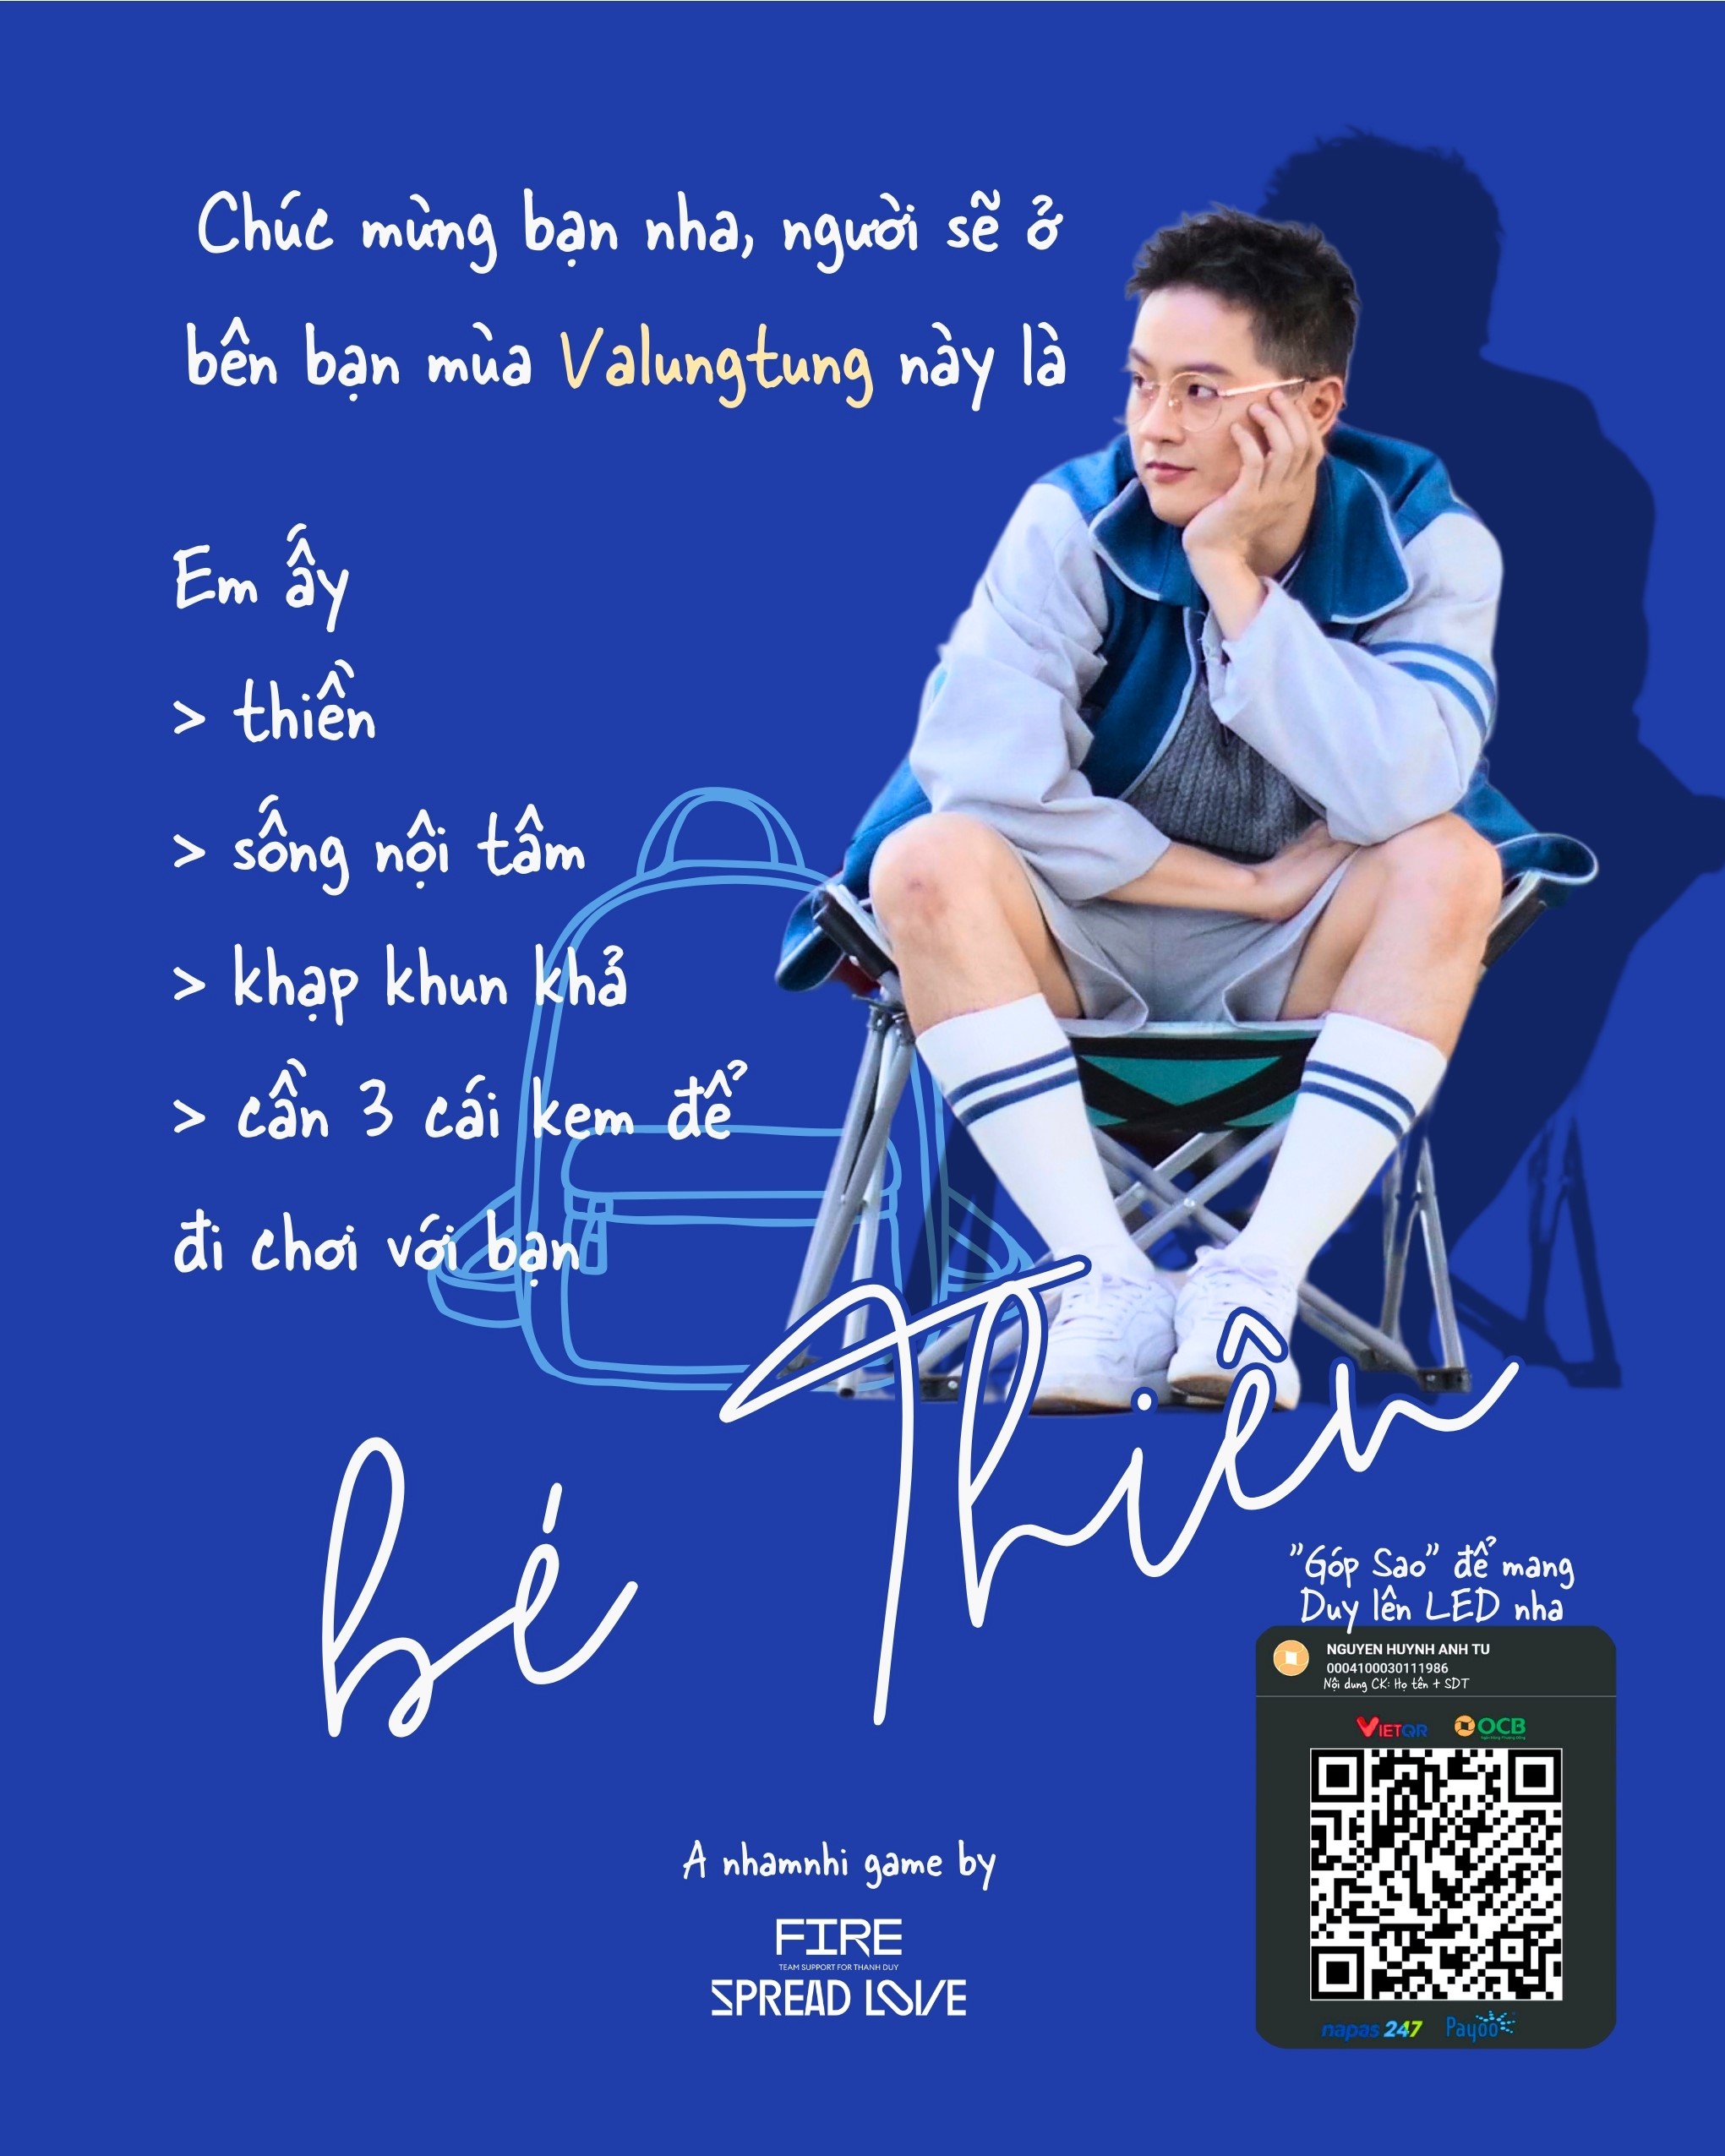 Chúc mừng bạn nha, người sẽ ở
bên bạn mùa Valungtung này là
Em ấy
> thiền
> sống nội tâm
> khạp khun khả
> cần 3 cái kem để
đi chơi với bạn
bé Thiên
"Góp Sao" để mang
Duy lên LED nha
NGUYEN HUYNH ANH TU
0004100030111986
Nội dung CK: Họ tên + SDT
VIETQR OCB
napas 247 Payoo
A nhamnhi game by
FIRE
TEAM SUPPORT FOR THANH DUY
SPREAD LOVE